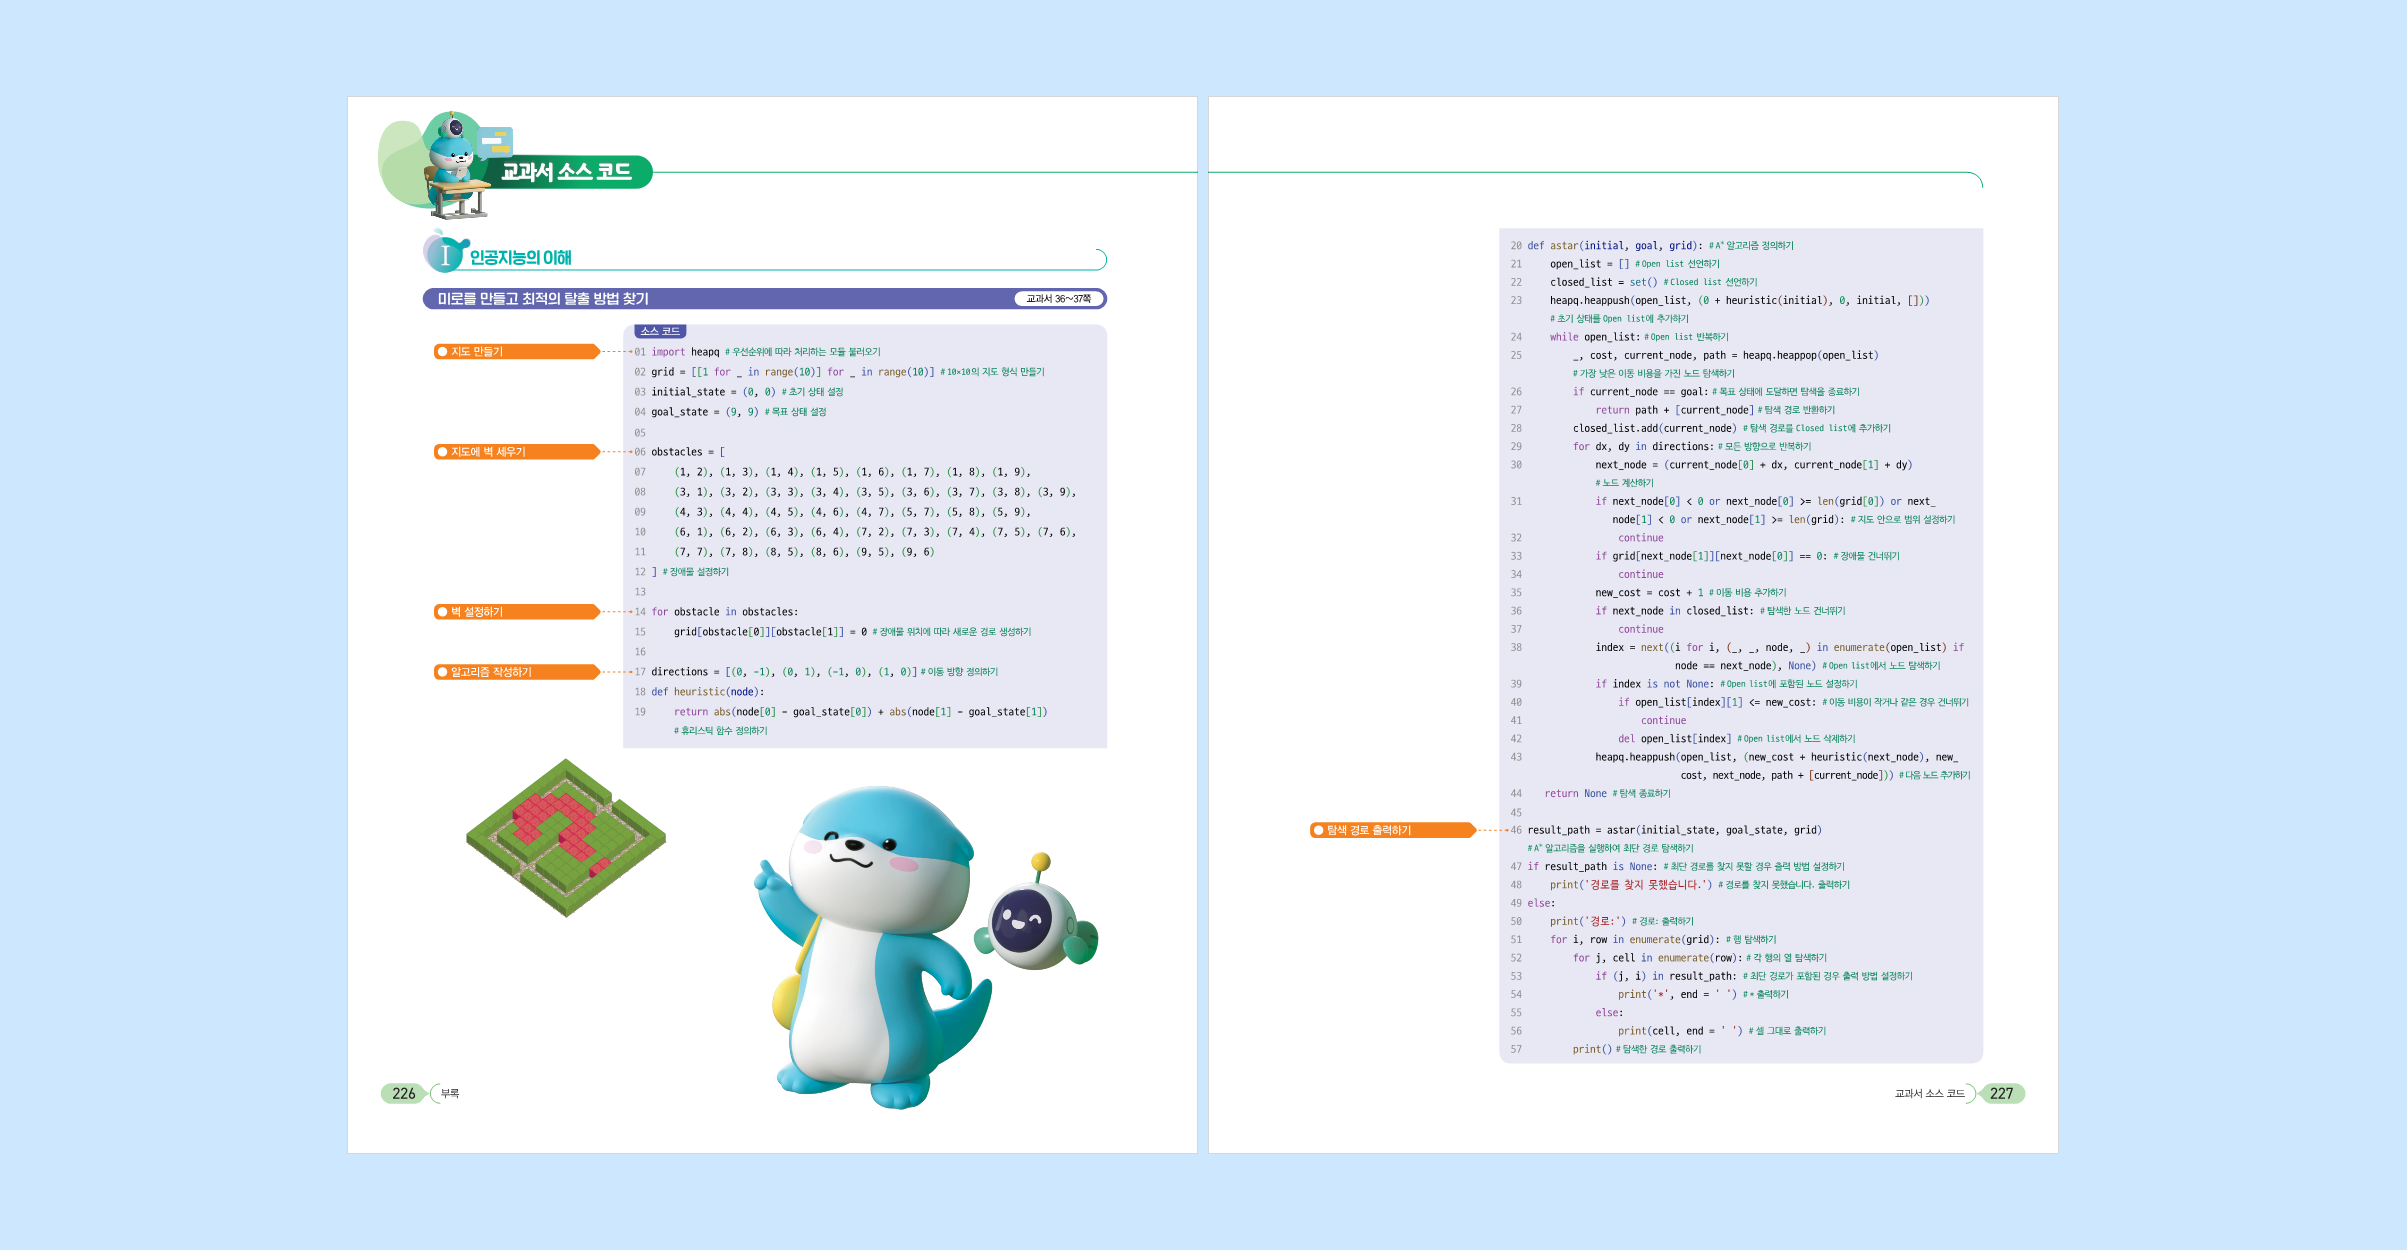 교과서 소스 코드
I 인공지능의 이해
미로를 만들고 최적의 탈출 방법 찾기
교과서 36~37쪽
소스 코드
지도 만들기
01 import heapq # 우선순위에 따라 처리하는 모듈 불러오기
02 grid = [[1 for _ in range(10)] for _ in range(10)] # 10×10의 지도 형식 만들기
03 initial_state = (0, 0) # 초기 상태 설정
04 goal_state = (9, 9) # 목표 상태 설정
05
지도에 벽 세우기
06 obstacles = [
07 (1, 2), (1, 3), (1, 4), (1, 5), (1, 6), (1, 7), (1, 8), (1, 9),
08 (3, 1), (3, 2), (3, 3), (3, 4), (3, 5), (3, 6), (3, 7), (3, 8), (3, 9),
09 (4, 3), (4, 4), (4, 5), (4, 6), (4, 7), (5, 7), (5, 8), (5, 9),
10 (6, 1), (6, 2), (6, 3), (6, 4), (7, 2), (7, 3), (7, 4), (7, 5), (7, 6),
11 (7, 7), (7, 8), (8, 5), (8, 6), (9, 5), (9, 6)
12 ] # 장애물 설정하기
13
벽 설정하기
14 for obstacle in obstacles:
15 grid[obstacle[0]][obstacle[1]] = 0 # 장애물 위치에 따라 새로운 경로 생성하기
16
알고리즘 작성하기
17 directions = [(0, -1), (0, 1), (-1, 0), (1, 0)] # 이동 방향 정의하기
18 def heuristic(node):
19 return abs(node[0] - goal_state[0]) + abs(node[1] - goal_state[1])
# 휴리스틱 함수 정의하기
226 부록
20 def astar(initial, goal, grid): # A* 알고리즘 정의하기
21 open_list = [] # Open list 선언하기
22 closed_list = set() # Closed list 선언하기
23 heapq.heappush(open_list, (0 + heuristic(initial), 0, initial, []))
# 초기 상태를 Open list에 추가하기
24 while open_list: # Open list 반복하기
25 _, cost, current_node, path = heapq.heappop(open_list)
# 가장 낮은 이동 비용을 가진 노드 탐색하기
26 if current_node == goal: # 목표 상태에 도달하면 탐색을 종료하기
27 return path + [current_node] # 탐색 경로 반환하기
28 closed_list.add(current_node) # 탐색 경로를 Closed list에 추가하기
29 for dx, dy in directions: # 모든 방향으로 반복하기
30 next_node = (current_node[0] + dx, current_node[1] + dy)
# 노드 계산하기
31 if next_node[0] < 0 or next_node[0] >= len(grid[0]) or next_
node[1] < 0 or next_node[1] >= len(grid): # 지도 안으로 범위 설정하기
32 continue
33 if grid[next_node[1]][next_node[0]] == 0: # 장애물 건너뛰기
34 continue
35 new_cost = cost + 1 # 이동 비용 추가하기
36 if next_node in closed_list: # 탐색한 노드 건너뛰기
37 continue
38 index = next((i for i, (_, _, node, _) in enumerate(open_list) if
node == next_node), None) # Open list에서 노드 탐색하기
39 if index is not None: # Open list에 포함된 노드 설정하기
40 if open_list[index][1] <= new_cost: # 이동 비용이 작거나 같은 경우 건너뛰기
41 continue
42 del open_list[index] # Open list에서 노드 삭제하기
43 heapq.heappush(open_list, (new_cost + heuristic(next_node), new_
cost, next_node, path + [current_node])) # 다음 노드 추가하기
44 return None # 탐색 종료하기
45
탐색 경로 출력하기
46 result_path = astar(initial_state, goal_state, grid)
# A* 알고리즘을 실행하여 최단 경로 탐색하기
47 if result_path is None: # 최단 경로를 찾지 못할 경우 출력 방법 설정하기
48 print('경로를 찾지 못했습니다.') # 경로를 찾지 못했습니다. 출력하기
49 else:
50 print('경로:') # 경로: 출력하기
51 for i, row in enumerate(grid): # 행 탐색하기
52 for j, cell in enumerate(row): # 각 행의 열 탐색하기
53 if (j, i) in result_path: # 최단 경로가 포함된 경우 출력 방법 설정하기
54 print('*', end = ' ') # * 출력하기
55 else:
56 print(cell, end = ' ') # 셀 그대로 출력하기
57 print() # 탐색한 경로 출력하기
교과서 소스 코드 227